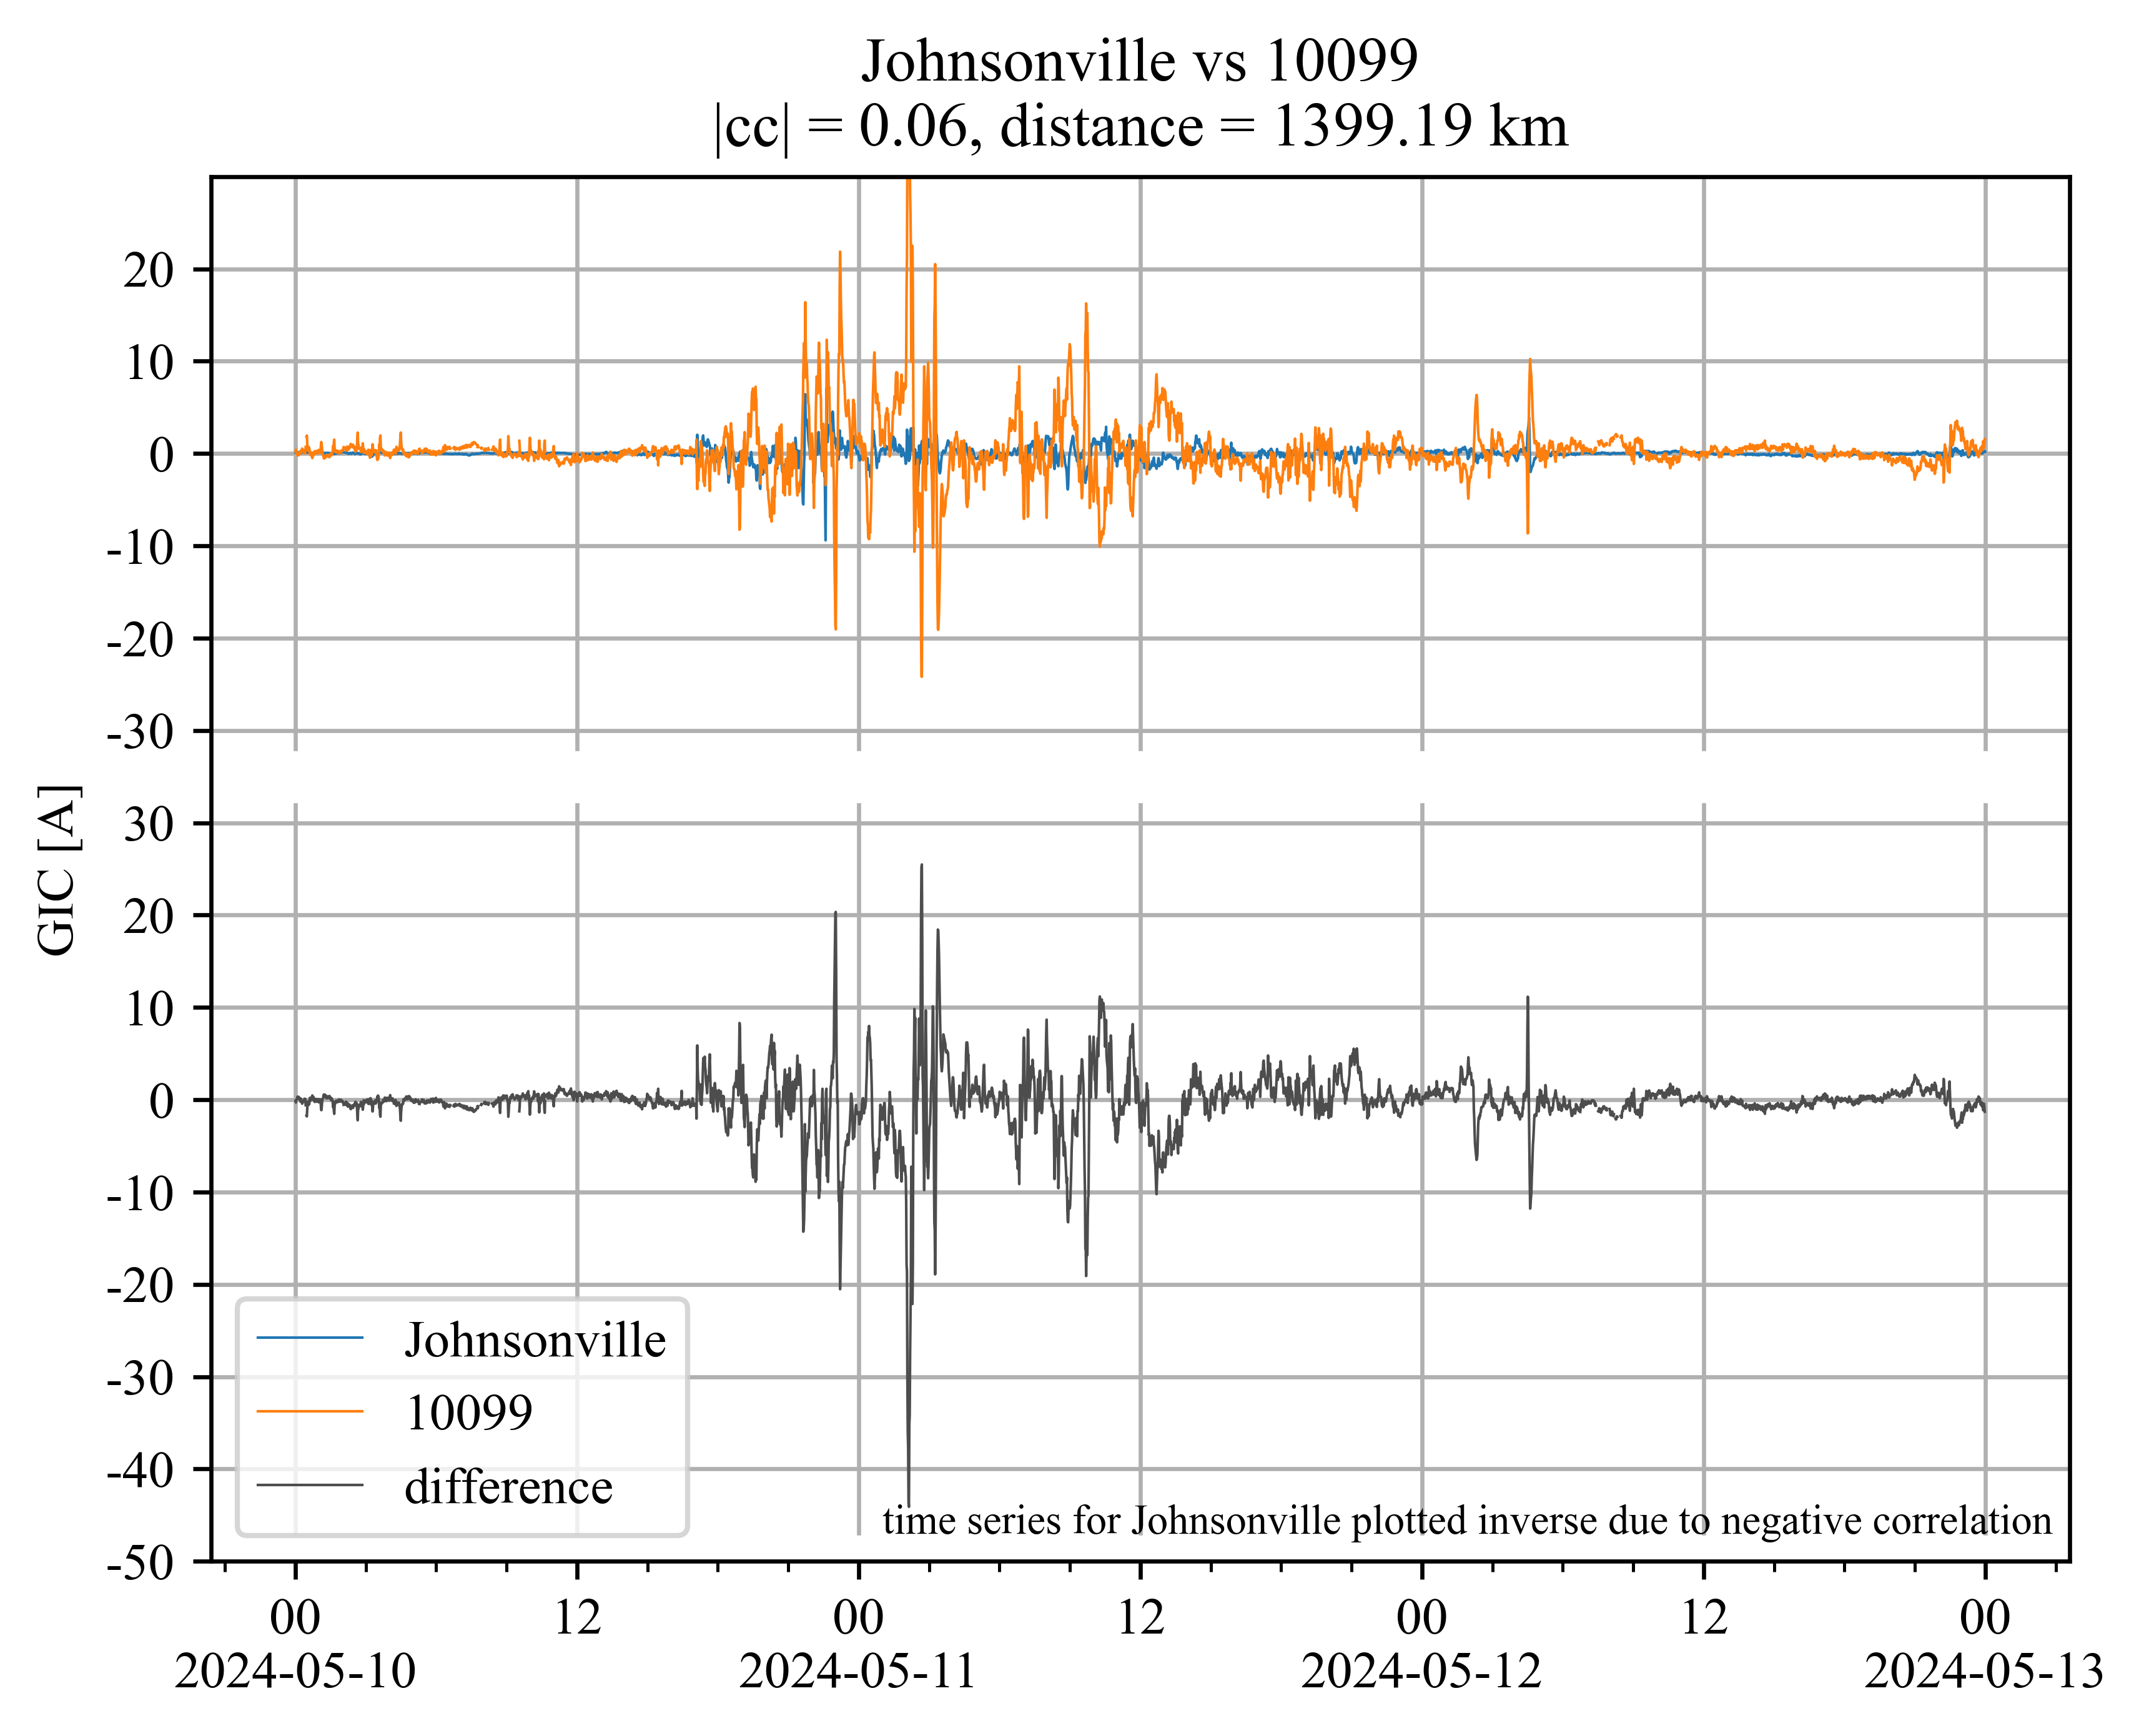 Johnsonville vs 10099
|cc| = 0.06, distance = 1399.19 km
20
10
0
-10
-20
-30
GIC [A]
30
20
10
0
-10
-20
-30
-40
-50
Johnsonville
10099
difference
time series for Johnsonville plotted inverse due to negative correlation
00 12 00 12 00 12 00
2024-05-10 2024-05-11 2024-05-12 2024-05-13